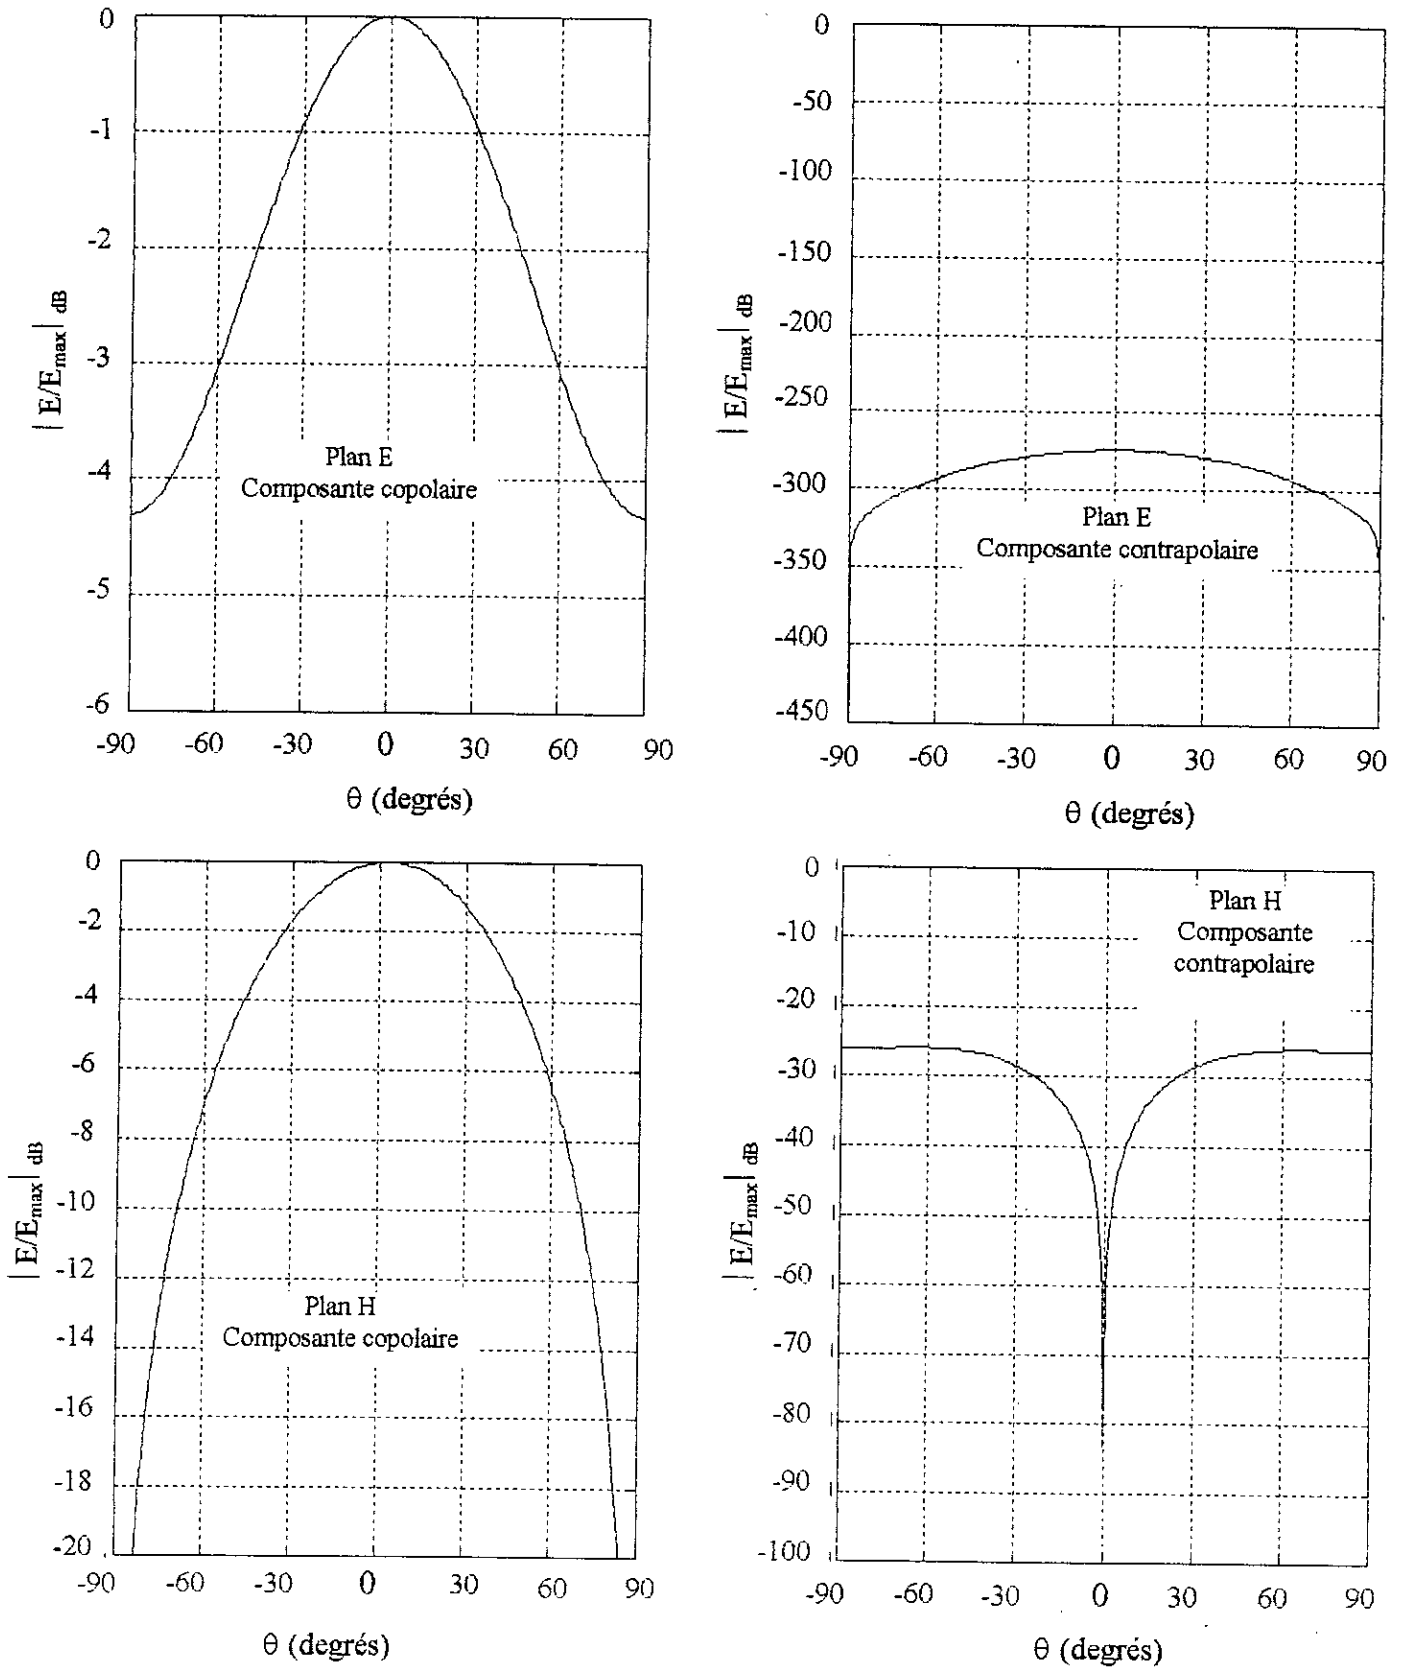 0
-1
-2
-3
-4
-5
-6
| E/E_max | dB
Plan E
Composante copolaire
-90 -60 -30 0 30 60 90
θ (degrés)
0
-50
-100
-150
-200
-250
-300
-350
-400
-450
| E/E_max | dB
Plan E
Composante contrapolaire
-90 -60 -30 0 30 60 90
θ (degrés)
0
-2
-4
-6
-8
-10
-12
-14
-16
-18
-20
| E/E_max | dB
Plan H
Composante copolaire
-90 -60 -30 0 30 60 90
θ (degrés)
0
-10
-20
-30
-40
-50
-60
-70
-80
-90
-100
| E/E_max | dB
Plan H
Composante
contrapolaire
-90 -60 -30 0 30 60 90
θ (degrés)